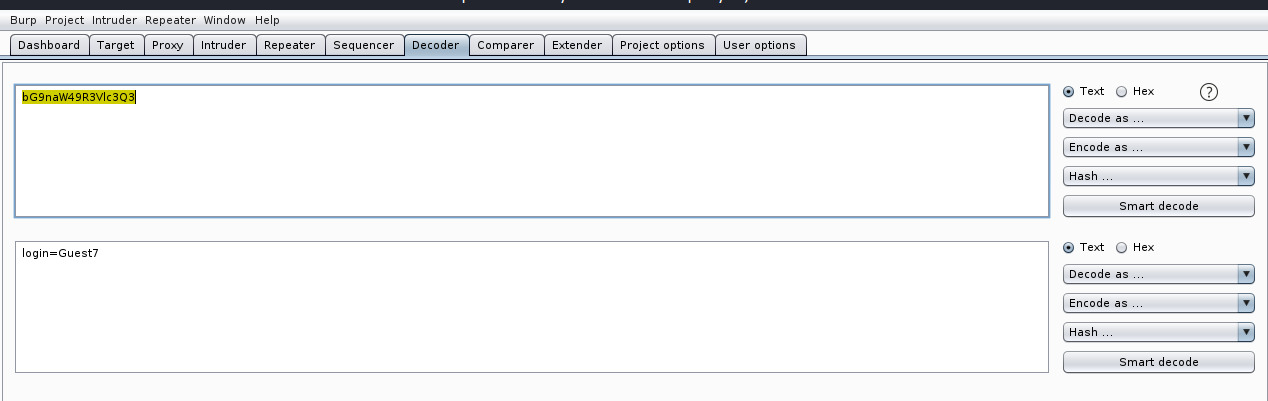 Burp Project Intruder Repeater Window Help
Dashboard Target Proxy Intruder Repeater Sequencer Decoder Comparer Extender Project options User options
bG9naW49R3Vlc3Q3
Text Hex ?
Decode as ...
Encode as ...
Hash ...
Smart decode
login=Guest7
Text Hex
Decode as ...
Encode as ...
Hash ...
Smart decode